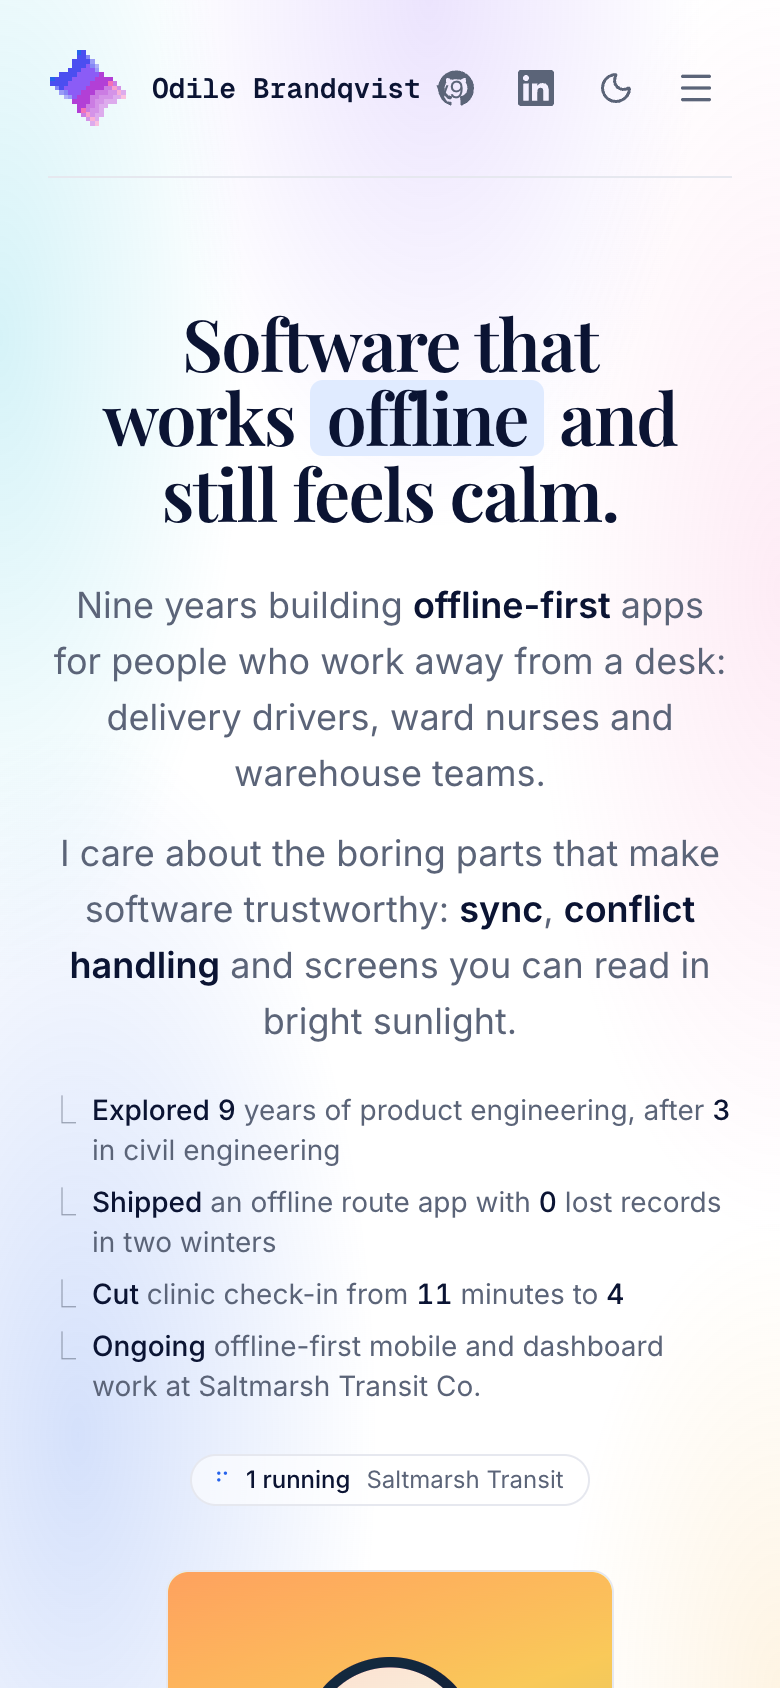 Odile Brandqvist
Software that
works offline and
still feels calm.
Nine years building offline-first apps
for people who work away from a desk:
delivery drivers, ward nurses and
warehouse teams.
I care about the boring parts that make
software trustworthy: sync, conflict
handling and screens you can read in
bright sunlight.
Explored 9 years of product engineering, after 3
in civil engineering
Shipped an offline route app with 0 lost records
in two winters
Cut clinic check-in from 11 minutes to 4
Ongoing offline-first mobile and dashboard
work at Saltmarsh Transit Co.
1 running Saltmarsh Transit